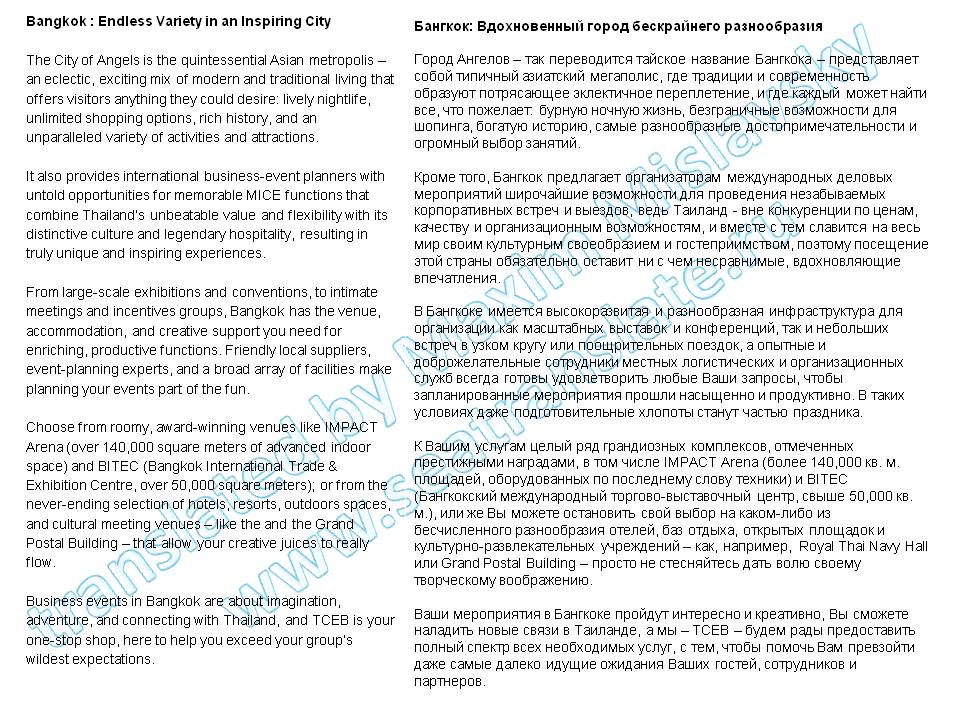 Bangkok : Endless Variety in an Inspiring City
The City of Angels is the quintessential Asian metropolis –
an eclectic, exciting mix of modern and traditional living that
offers visitors anything they could desire: lively nightlife,
unlimited shopping options, rich history, and an
unparalleled variety of activities and attractions.
It also provides international business-event planners with
untold opportunities for memorable MICE functions that
combine Thailand's unbeatable value and flexibility with its
distinctive culture and legendary hospitality, resulting in
truly unique and inspiring experiences.
From large-scale exhibitions and conventions, to intimate
meetings and incentives groups, Bangkok has the venue,
accommodation, and creative support you need for
enriching, productive functions. Friendly local suppliers,
event-planning experts, and a broad array of facilities make
planning your events part of the fun.
Choose from roomy, award-winning venues like IMPACT
Arena (over 140,000 square meters of advanced indoor
space) and BITEC (Bangkok International Trade &
Exhibition Centre, over 50,000 square meters); or from the
never-ending selection of hotels, resorts, outdoors spaces,
and cultural meeting venues – like the and the Grand
Postal Building – that allow your creative juices to really
flow.
Business events in Bangkok are about imagination,
adventure, and connecting with Thailand, and TCEB is your
one-stop shop, here to help you exceed your group's
wildest expectations.
Бангкок: Вдохновенный город бескрайнего разнообразия
Город Ангелов – так переводится тайское название Бангкока – представляет
собой типичный азиатский мегаполис, где традиции и современность
образуют потрясающее эклектичное переплетение, и где каждый может найти
все, что пожелает: бурную ночную жизнь, безграничные возможности для
шопинга, богатую историю, самые разнообразные достопримечательности и
огромный выбор занятий.
Кроме того, Бангкок предлагает организаторам международных деловых
мероприятий широчайшие возможности для проведения незабываемых
корпоративных встреч и выездов, ведь Таиланд - вне конкуренции по ценам,
качеству и организационным возможностям, и вместе с тем славится на весь
мир своим культурным своеобразием и гостеприимством, поэтому посещение
этой страны обязательно оставит ни с чем несравнимые, вдохновляющие
впечатления.
В Бангкоке имеется высокоразвитая и разнообразная инфраструктура для
организации как масштабных выставок и конференций, так и небольших
встреч в узком кругу или поощрительных поездок, а опытные и
доброжелательные сотрудники местных логистических и организационных
служб всегда готовы удовлетворить любые Ваши запросы, чтобы
запланированные мероприятия прошли насыщенно и продуктивно. В таких
условиях даже подготовительные хлопоты станут частью праздника.
К Вашим услугам целый ряд грандиозных комплексов, отмеченных
престижными наградами, в том числе IMPACT Arena (более 140,000 кв. м.
площадей, оборудованных по последнему слову техники) и BITEC
(Бангкокский международный торгово-выставочный центр, свыше 50,000 кв.
м.), или же Вы можете остановить свой выбор на каком-либо из
бесчисленного разнообразия отелей, баз отдыха, открытых площадок и
культурно-развлекательных учреждений – как, например, Royal Thai Navy Hall
или Grand Postal Building – просто не стесняйтесь дать волю своему
творческому воображению.
Ваши мероприятия в Бангкоке пройдут интересно и креативно, Вы сможете
наладить новые связи в Таиланде, а мы – TCEB – будем рады предоставить
полный спектр всех необходимых услуг, с тем, чтобы помочь Вам превзойти
даже самые далеко идущие ожидания Ваших гостей, сотрудников и
партнеров.
translated by Maxim Mislavsky
www.seatranslate.ru